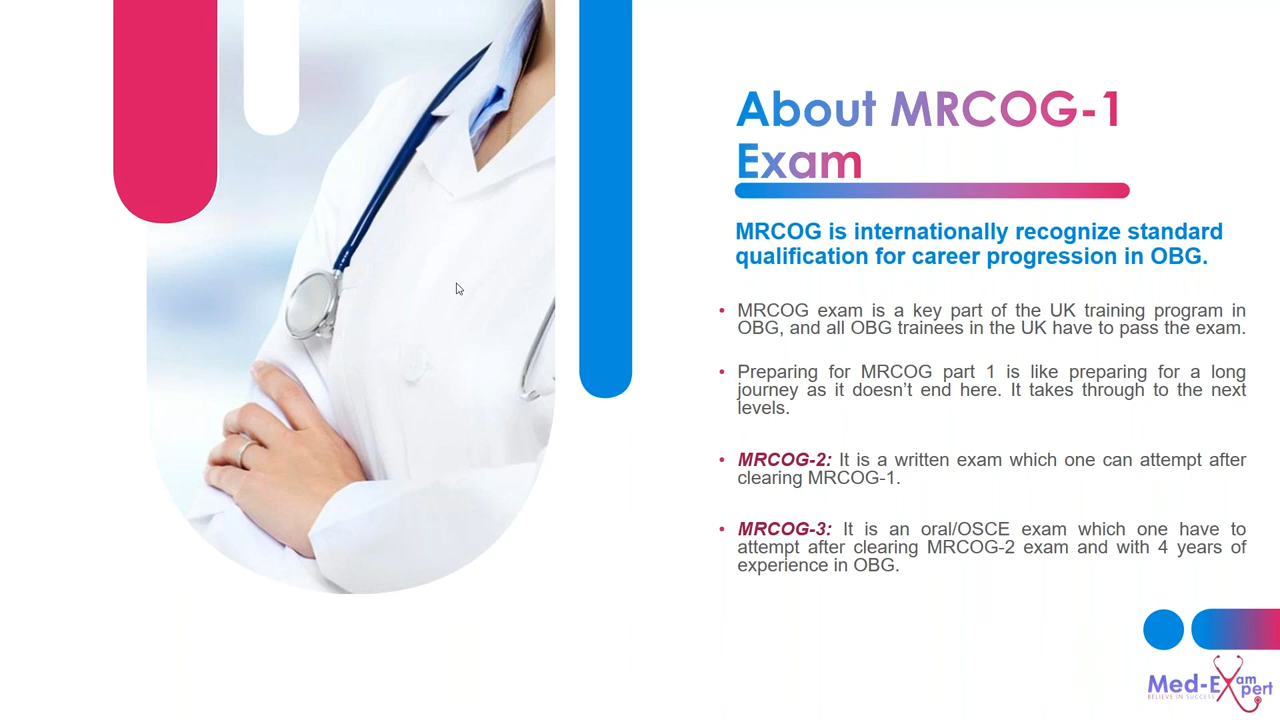 About MRCOG-1
Exam
MRCOG is internationally recognize standard
qualification for career progression in OBG.
• MRCOG exam is a key part of the UK training program in
OBG, and all OBG trainees in the UK have to pass the exam.
• Preparing for MRCOG part 1 is like preparing for a long
journey as it doesn’t end here. It takes through to the next
levels.
• MRCOG-2: It is a written exam which one can attempt after
clearing MRCOG-1.
• MRCOG-3: It is an oral/OSCE exam which one have to
attempt after clearing MRCOG-2 exam and with 4 years of
experience in OBG.
Med-Exam Xpert
BELIEVE IN SUCCESS